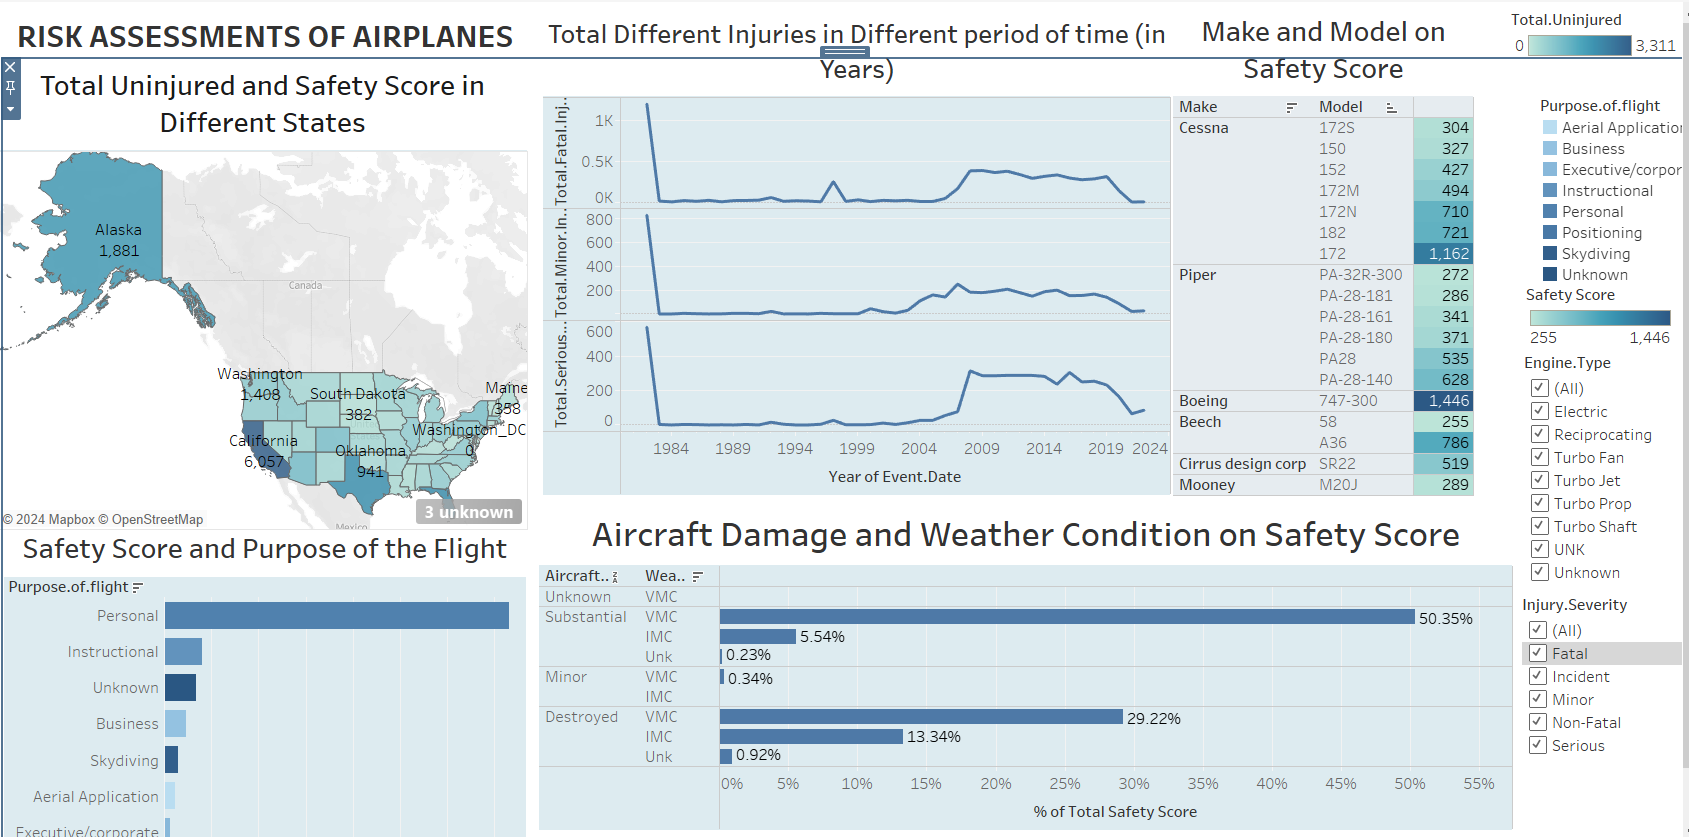 RISK ASSESSMENTS OF AIRPLANES
Total Uninjured and Safety Score in
Different States
Alaska
1,881
Canada
Washington
1,408
South Dakota
382
Maine
358
Washington_DC
0
California
6,057
Oklahoma
941
Mexico
3 unknown
© 2024 Mapbox © OpenStreetMap
Safety Score and Purpose of the Flight
Purpose.of.flight
Personal
Instructional
Unknown
Business
Skydiving
Aerial Application
Executive/corporate
Total Different Injuries in Different period of time (in
Years)
Total.Fatal.Inj..
1K
0.5K
0K
Total.Minor.In..
800
600
400
200
Total.Serious...
600
400
200
0
1984 1989 1994 1999 2004 2009 2014 2019 2024
Year of Event.Date
Make and Model on
Safety Score
Make Model
Cessna 172S 304
150 327
152 427
172M 494
172N 710
182 721
172 1,162
Piper PA-32R-300 272
PA-28-181 286
PA-28-161 341
PA-28-180 371
PA28 535
PA-28-140 628
Boeing 747-300 1,446
Beech 58 255
A36 786
Cirrus design corp SR22 519
Mooney M20J 289
Aircraft Damage and Weather Condition on Safety Score
Aircraft.. Wea..
Unknown VMC
Substantial VMC 50.35%
IMC 5.54%
Unk 0.23%
Minor VMC 0.34%
IMC
Destroyed VMC 29.22%
IMC 13.34%
Unk 0.92%
0% 5% 10% 15% 20% 25% 30% 35% 40% 45% 50% 55%
% of Total Safety Score
Total.Uninjured
0 3,311
Purpose.of.flight
Aerial Applicatior
Business
Executive/corpor
Instructional
Personal
Positioning
Skydiving
Unknown
Safety Score
255 1,446
Engine.Type
(All)
Electric
Reciprocating
Turbo Fan
Turbo Jet
Turbo Prop
Turbo Shaft
UNK
Unknown
Injury.Severity
(All)
Fatal
Incident
Minor
Non-Fatal
Serious